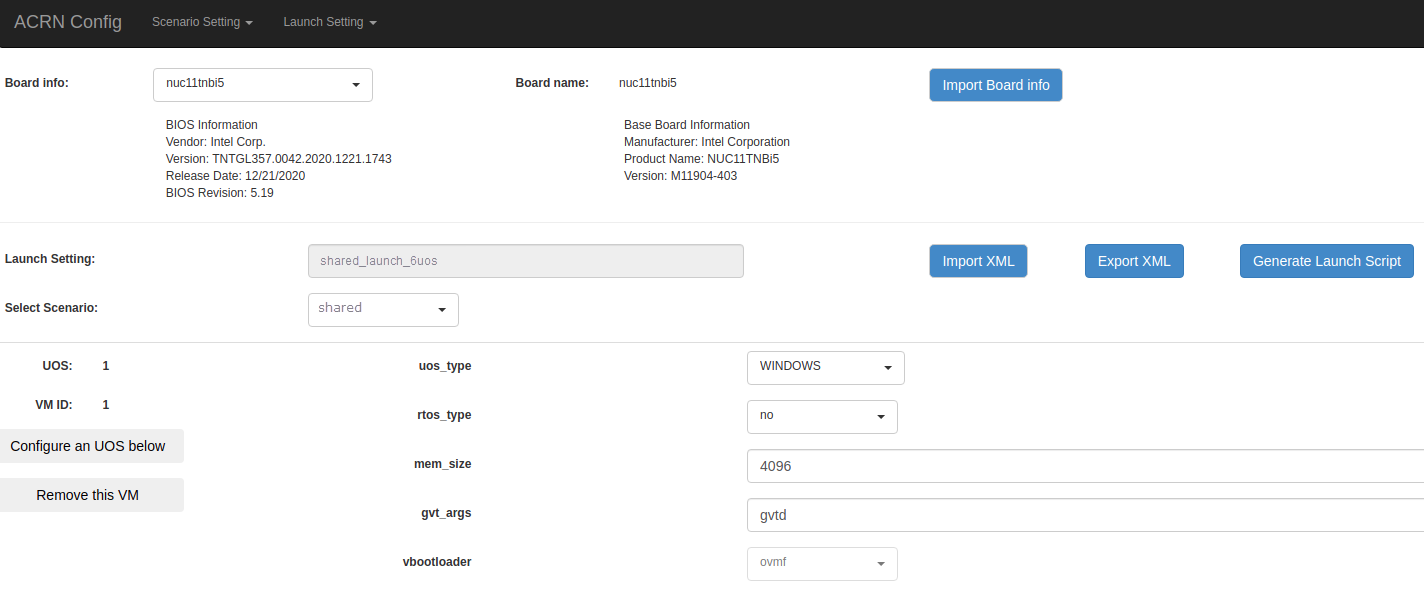 ACRN Config Scenario Setting Launch Setting
Board info: nuc11tnbi5 Board name: nuc11tnbi5 Import Board info
BIOS Information Base Board Information
Vendor: Intel Corp. Manufacturer: Intel Corporation
Version: TNTGL357.0042.2020.1221.1743 Product Name: NUC11TNBi5
Release Date: 12/21/2020 Version: M11904-403
BIOS Revision: 5.19
Launch Setting: shared_launch_6uos Import XML Export XML Generate Launch Script
Select Scenario: shared
UOS: 1 uos_type WINDOWS
VM ID: 1 rtos_type no
Configure an UOS below mem_size 4096
Remove this VM gvt_args gvtd
vbootloader ovmf